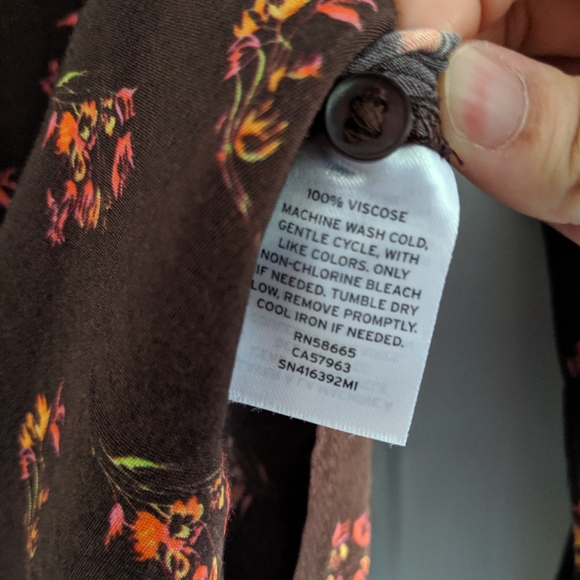 100% VISCOSE
MACHINE WASH COLD,
GENTLE CYCLE, WITH
LIKE COLORS. ONLY
NON-CHLORINE BLEACH
IF NEEDED. TUMBLE DRY
LOW, REMOVE PROMPTLY.
COOL IRON IF NEEDED.
RN58665
CA57963
SN416392MI